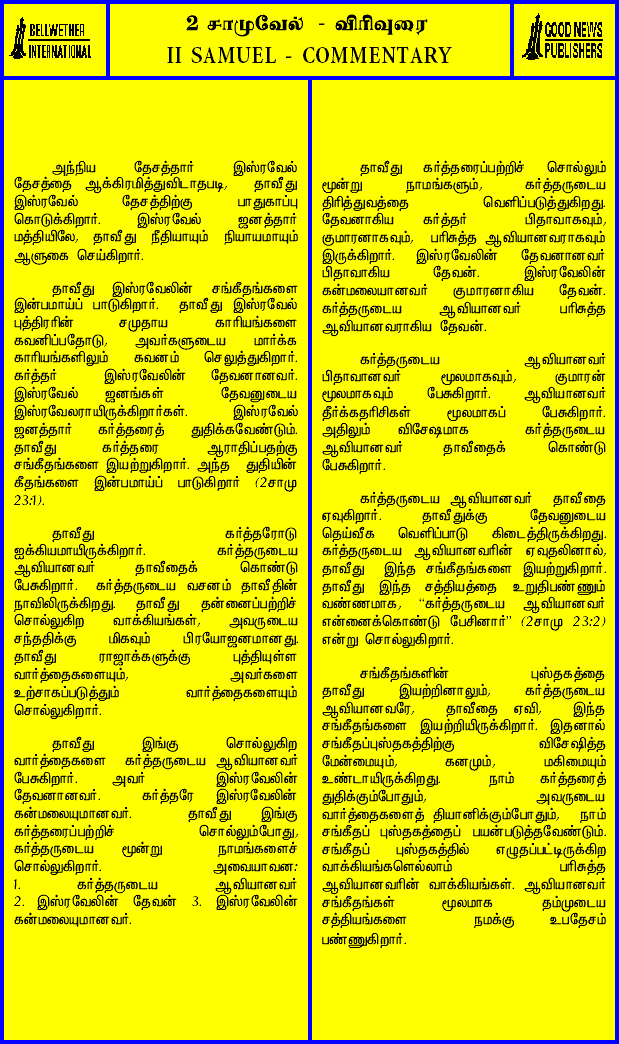 BELLWETHER
INTERNATIONAL
2 சாமுவேல் - விரிவுரை
II SAMUEL - COMMENTARY
GOOD NEWS
PUBLISHERS
அந்நிய தேசத்தார் இஸ்ரவேல்
தேசத்தை ஆக்கிரமித்துவிடாதபடி, தாவீது
இஸ்ரவேல் தேசத்திற்கு பாதுகாப்பு
கொடுக்கிறார். இஸ்ரவேல் ஜனத்தார்
மத்தியிலே, தாவீது நீதியாயும் நியாயமாயும்
ஆளுகை செய்கிறார்.
தாவீது இஸ்ரவேலின் சங்கீதங்களை
இன்பமாய்ப் பாடுகிறார். தாவீது இஸ்ரவேல்
புத்திரரின் சமுதாய காரியங்களை
கவனிப்பதோடு, அவர்களுடைய மார்க்க
காரியங்களிலும் கவனம் செலுத்துகிறார்.
கர்த்தர் இஸ்ரவேலின் தேவனானவர்.
இஸ்ரவேல் ஜனங்கள் தேவனுடைய
இஸ்ரவேலராயிருக்கிறார்கள். இஸ்ரவேல்
ஜனத்தார் கர்த்தரைத் துதிக்கவேண்டும்.
தாவீது கர்த்தரை ஆராதிப்பதற்கு
சங்கீதங்களை இயற்றுகிறார். அந்த துதியின்
கீதங்களை இன்பமாய்ப் பாடுகிறார் (2சாமு
23:1).
தாவீது கர்த்தரோடு
ஐக்கியமாயிருக்கிறார். கர்த்தருடைய
ஆவியானவர் தாவீதைக் கொண்டு
பேசுகிறார். கர்த்தருடைய வசனம் தாவீதின்
நாவிலிருக்கிறது. தாவீது தன்னைப்பற்றிச்
சொல்லுகிற வாக்கியங்கள், அவருடைய
சந்ததிக்கு மிகவும் பிரயோஜனமானது.
தாவீது ராஜாக்களுக்கு புத்தியுள்ள
வார்த்தைகளையும், அவர்களை
உற்சாகப்படுத்தும் வார்த்தைகளையும்
சொல்லுகிறார்.
தாவீது இங்கு சொல்லுகிற
வார்த்தைகளை கர்த்தருடைய ஆவியானவர்
பேசுகிறார். அவர் இஸ்ரவேலின்
தேவனானவர். கர்த்தரே இஸ்ரவேலின்
கன்மலையுமானவர். தாவீது இங்கு
கர்த்தரைப்பற்றிச் சொல்லும்போது,
கர்த்தருடைய மூன்று நாமங்களைச்
சொல்லுகிறார். அவையாவன:
1. கர்த்தருடைய ஆவியானவர்
2. இஸ்ரவேலின் தேவன் 3. இஸ்ரவேலின்
கன்மலையுமானவர்.
தாவீது கர்த்தரைப்பற்றிச் சொல்லும்
மூன்று நாமங்களும், கர்த்தருடைய
திரித்துவத்தை வெளிப்படுத்துகிறது.
தேவனாகிய கர்த்தர் பிதாவாகவும்,
குமாரனாகவும், பரிசுத்த ஆவியானவராகவும்
இருக்கிறார். இஸ்ரவேலின் தேவனானவர்
பிதாவாகிய தேவன். இஸ்ரவேலின்
கன்மலையானவர் குமாரனாகிய தேவன்.
கர்த்தருடைய ஆவியானவர் பரிசுத்த
ஆவியானவராகிய தேவன்.
கர்த்தருடைய ஆவியானவர்
பிதாவானவர் மூலமாகவும், குமாரன்
மூலமாகவும் பேசுகிறார். ஆவியானவர்
தீர்க்கதரிசிகள் மூலமாகப் பேசுகிறார்.
அதிலும் விசேஷமாக கர்த்தருடைய
ஆவியானவர் தாவீதைக் கொண்டு
பேசுகிறார்.
கர்த்தருடைய ஆவியானவர் தாவீதை
ஏவுகிறார். தாவீதுக்கு தேவனுடைய
தெய்வீக வெளிப்பாடு கிடைத்திருக்கிறது.
கர்த்தருடைய ஆவியானவரின் ஏவுதலினால்,
தாவீது இந்த சங்கீதங்களை இயற்றுகிறார்.
தாவீது இந்த சத்தியத்தை உறுதிபண்ணும்
வண்ணமாக, "கர்த்தருடைய ஆவியானவர்
என்னைக்கொண்டு பேசினார்" (2சாமு 23:2)
என்று சொல்லுகிறார்.
சங்கீதங்களின் புஸ்தகத்தை
தாவீது இயற்றினாலும், கர்த்தருடைய
ஆவியானவரே, தாவீதை ஏவி, இந்த
சங்கீதங்களை இயற்றியிருக்கிறார். இதனால்
சங்கீதப்புஸ்தகத்திற்கு விசேஷித்த
மேன்மையும், கனமும், மகிமையும்
உண்டாயிருக்கிறது. நாம் கர்த்தரைத்
துதிக்கும்போதும், அவருடைய
வார்த்தைகளைத் தியானிக்கும்போதும், நாம்
சங்கீதப் புஸ்தகத்தைப் பயன்படுத்தவேண்டும்.
சங்கீதப் புஸ்தகத்தில் எழுதப்பட்டிருக்கிற
வாக்கியங்களெல்லாம் பரிசுத்த
ஆவியானவரின் வாக்கியங்கள். ஆவியானவர்
சங்கீதங்கள் மூலமாக தம்முடைய
சத்தியங்களை நமக்கு உபதேசம்
பண்ணுகிறார்.